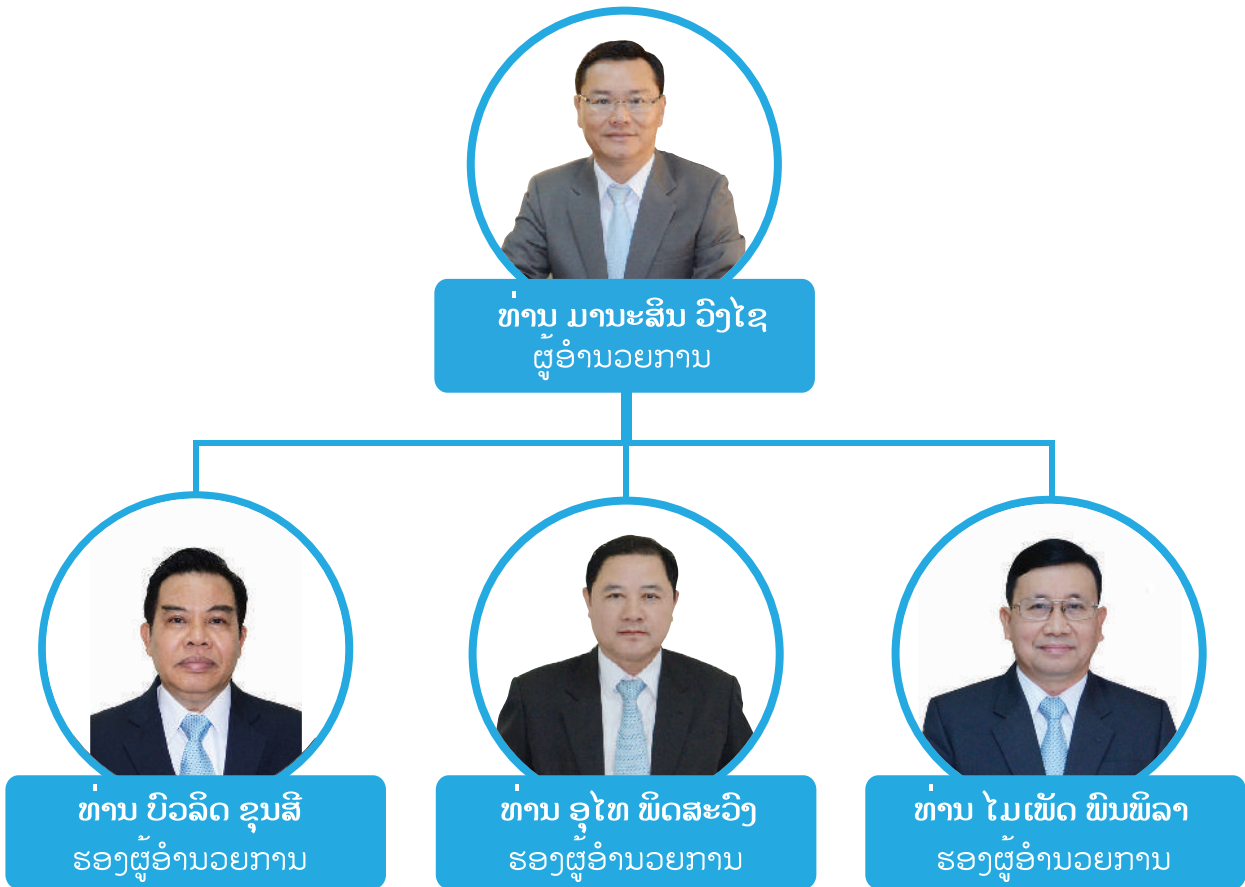 ທ່ານ ມານະສິນ ວົງໄຊ
ຜູ້ອຳນວຍການ
ທ່ານ ບົວລິດ ຂຸນສີ
ຮອງຜູ້ອຳນວຍການ
ທ່ານ ອຸໄທ ພິດສະວົງ
ຮອງຜູ້ອຳນວຍການ
ທ່ານ ໄມເພັດ ພົນພິລາ
ຮອງຜູ້ອຳນວຍການ